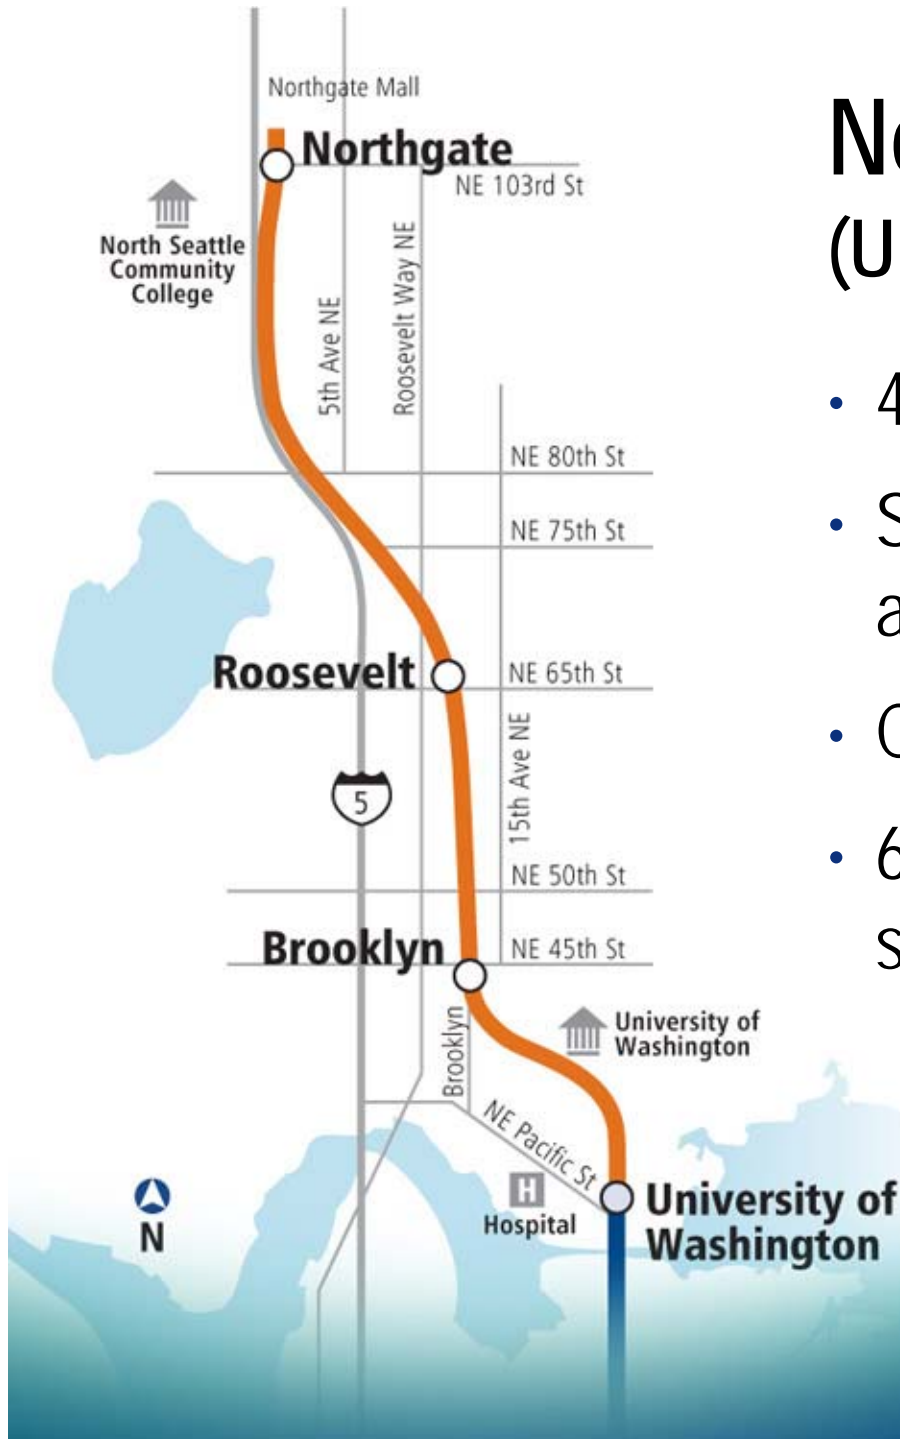 Northgate Mall
Northgate
NE 103rd St
North Seattle
Community
College
5th Ave NE
Roosevelt Way NE
NE 80th St
NE 75th St
Roosevelt
NE 65th St
5
15th Ave NE
NE 50th St
Brooklyn
NE 45th St
Brooklyn
University of
Washington
NE Pacific St
H
Hospital
N
University of
Washington
(U
• 4
• S
a
•
• 6
s